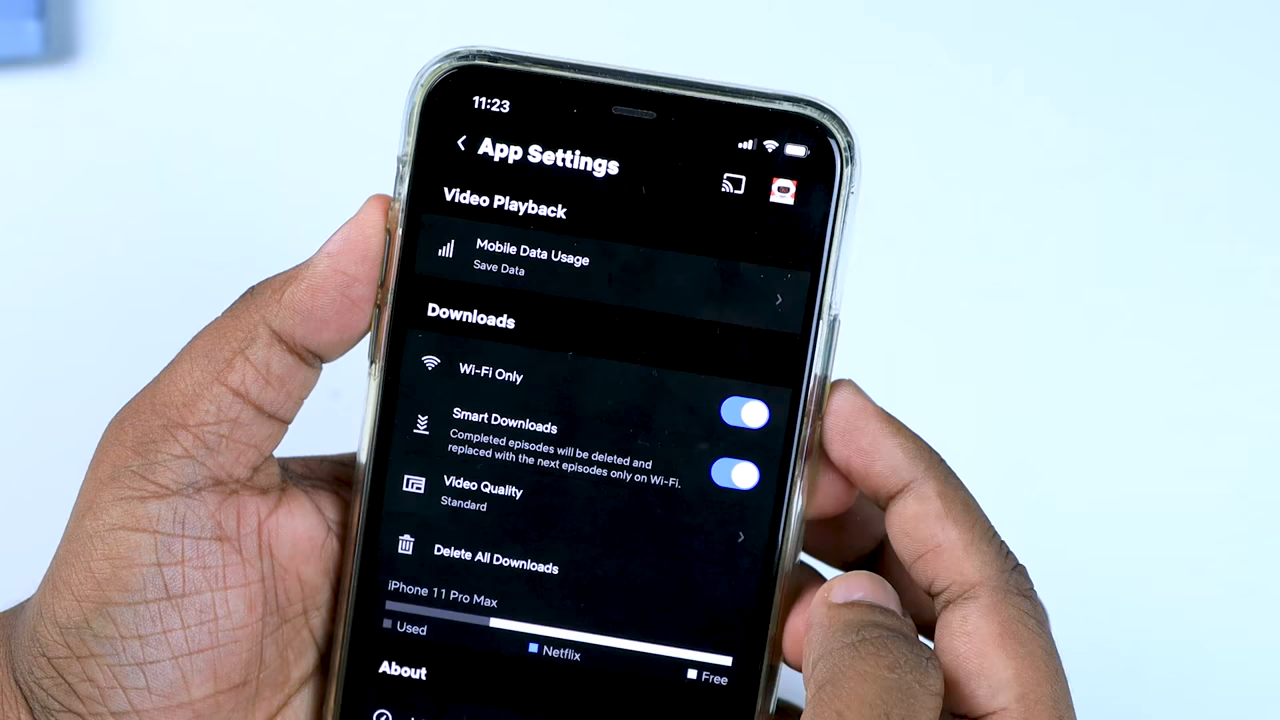 11:23
App Settings
Video Playback
Mobile Data Usage
Save Data
Downloads
Wi-Fi Only
Smart Downloads
Completed episodes will be deleted and
replaced with the next episodes only on Wi-Fi.
Video Quality
Standard
Delete All Downloads
iPhone 11 Pro Max
Used
Netflix
Free
About